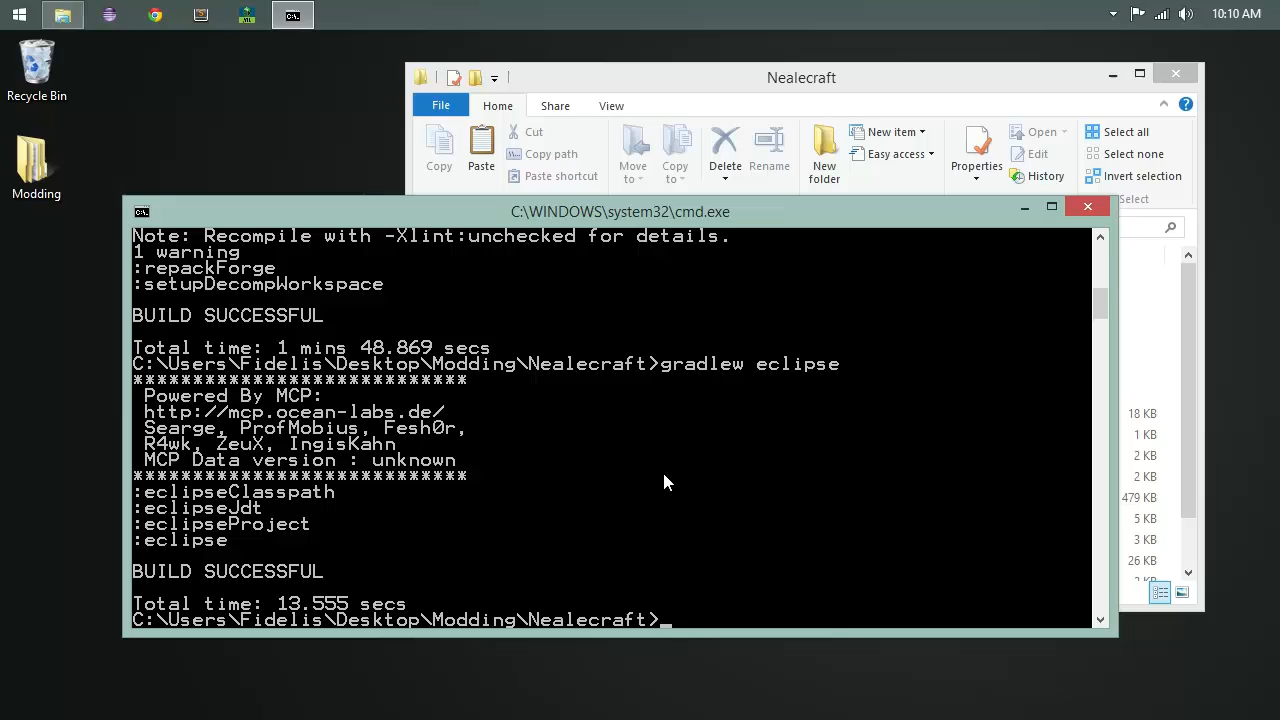 10:10 AM
Recycle Bin
Modding
Nealecraft
File Home Share View
Copy
Paste
Cut
Copy path
Paste shortcut
Move to
Copy to
Delete
Rename
New folder
New item
Easy access
Properties
Open
Edit
History
Select all
Select none
Invert selection
Select
C:\WINDOWS\system32\cmd.exe
Note: Recompile with -Xlint:unchecked for details.
1 warning
:repackForge
:setupDecompWorkspace
BUILD SUCCESSFUL
Total time: 1 mins 48.869 secs
C:\Users\Fidelis\Desktop\Modding\Nealecraft>gradlew eclipse
****************************
Powered By MCP:
http://mcp.ocean-labs.de/
Searge, ProfMobius, Fesh0r,
R4wk, ZeuX, IngisKahn
MCP Data version : unknown
****************************
:eclipseClasspath
:eclipseJdt
:eclipseProject
:eclipse
BUILD SUCCESSFUL
Total time: 13.555 secs
C:\Users\Fidelis\Desktop\Modding\Nealecraft>_
18 KB
1 KB
2 KB
2 KB
479 KB
5 KB
3 KB
26 KB